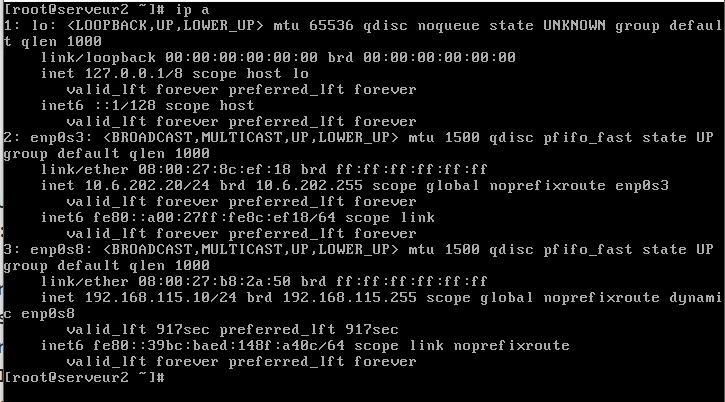 [root@serveur2 ~]# ip a
1: lo: <LOOPBACK,UP,LOWER_UP> mtu 65536 qdisc noqueue state UNKNOWN group defaul
t qlen 1000
    link/loopback 00:00:00:00:00:00 brd 00:00:00:00:00:00
    inet 127.0.0.1/8 scope host lo
       valid_lft forever preferred_lft forever
    inet6 ::1/128 scope host
       valid_lft forever preferred_lft forever
2: enp0s3: <BROADCAST,MULTICAST,UP,LOWER_UP> mtu 1500 qdisc pfifo_fast state UP
group default qlen 1000
    link/ether 08:00:27:8c:ef:18 brd ff:ff:ff:ff:ff:ff
    inet 10.6.202.20/24 brd 10.6.202.255 scope global noprefixroute enp0s3
       valid_lft forever preferred_lft forever
    inet6 fe80::a00:27ff:fe8c:ef18/64 scope link
       valid_lft forever preferred_lft forever
3: enp0s8: <BROADCAST,MULTICAST,UP,LOWER_UP> mtu 1500 qdisc pfifo_fast state UP
group default qlen 1000
    link/ether 08:00:27:b8:2a:50 brd ff:ff:ff:ff:ff:ff
    inet 192.168.115.10/24 brd 192.168.115.255 scope global noprefixroute dynami
c enp0s8
       valid_lft 917sec preferred_lft 917sec
    inet6 fe80::39bc:baed:148f:a40c/64 scope link noprefixroute
       valid_lft forever preferred_lft forever
[root@serveur2 ~]#